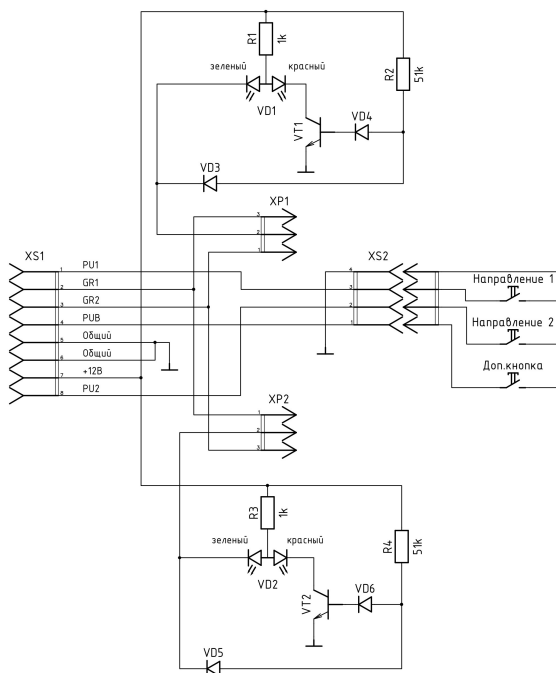 R1
1k
зеленый
красный
VD1
R2
51k
VT1
VD4
VD3
XP1
3
2
1
XS1
XS2
1
PU1
2
GR1
3
GR2
4
PUB
5
Общий
6
Общий
7
+12В
8
PU2
4
3
2
1
Направление 1
Направление 2
Доп.кнопка
XP2
1
2
3
R3
1k
зеленый
красный
VD2
R4
51k
VT2
VD6
VD5